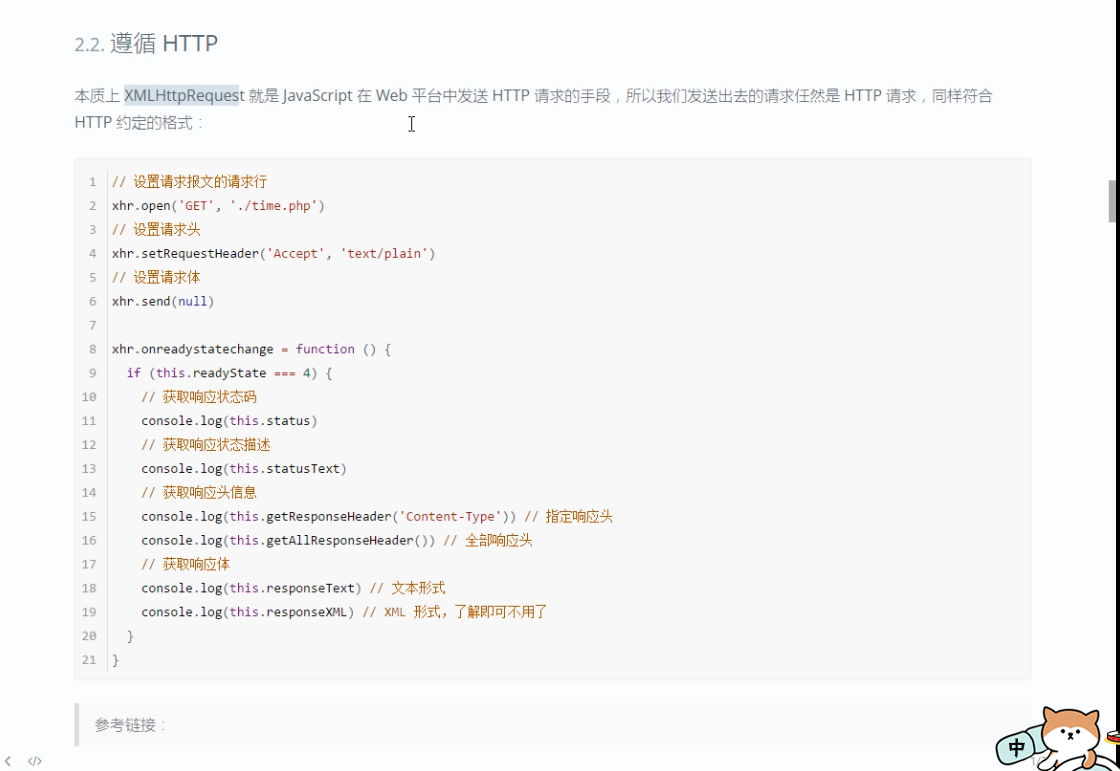 2.2. 遵循 HTTP
本质上 XMLHttpRequest 就是 JavaScript 在 Web 平台中发送 HTTP 请求的手段，所以我们发送出去的请求任然是 HTTP 请求，同样符合
HTTP 约定的格式：
1 // 设置请求报文的请求行
2 xhr.open('GET', './time.php')
3 // 设置请求头
4 xhr.setRequestHeader('Accept', 'text/plain')
5 // 设置请求体
6 xhr.send(null)
7
8 xhr.onreadystatechange = function () {
9 if (this.readyState === 4) {
10 // 获取响应状态码
11 console.log(this.status)
12 // 获取响应状态描述
13 console.log(this.statusText)
14 // 获取响应头信息
15 console.log(this.getResponseHeader('Content-Type')) // 指定响应头
16 console.log(this.getAllResponseHeader()) // 全部响应头
17 // 获取响应体
18 console.log(this.responseText) // 文本形式
19 console.log(this.responseXML) // XML 形式，了解即可不用了
20 }
21 }
参考链接：
中